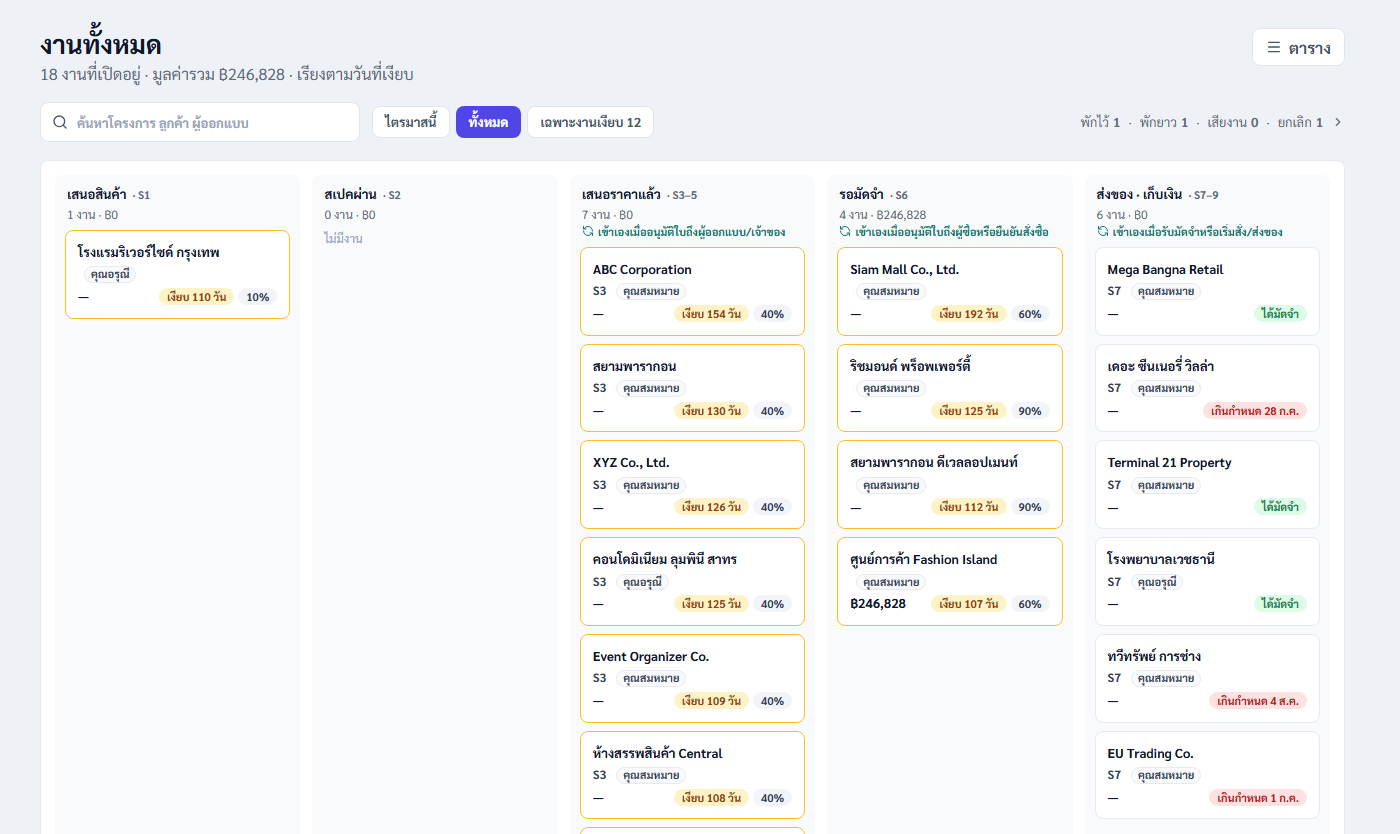 งานทั้งหมด
18 งานที่เปิดอยู่ · มูลค่ารวม ฿246,828 · เรียงตามวันที่เงียบ
ตาราง
ค้นหาโครงการ ลูกค้า ผู้ออกแบบ
ไตรมาสนี้
ทั้งหมด
เฉพาะงานเงียบ 12
พักไว้ 1 · พักยาว 1 · เสียงาน 0 · ยกเลิก 1
เสนอสินค้า · S1
1 งาน · ฿0
โรงแรมริเวอร์ไซด์ กรุงเทพ
คุณอรุณี
— เงียบ 110 วัน 10%
สเปคผ่าน · S2
0 งาน · ฿0
ไม่มีงาน
เสนอราคาแล้ว · S3–5
7 งาน · ฿0
เข้าเองเมื่ออนุมัติใบถึงผู้ออกแบบ/เจ้าของ
ABC Corporation
S3 คุณสมหมาย
— เงียบ 154 วัน 40%
สยามพารากอน
S3 คุณสมหมาย
— เงียบ 130 วัน 40%
XYZ Co., Ltd.
S3 คุณสมหมาย
— เงียบ 126 วัน 40%
คอนโดมิเนียม ลุมพินี สาทร
S3 คุณอรุณี
— เงียบ 125 วัน 40%
Event Organizer Co.
S3 คุณสมหมาย
— เงียบ 109 วัน 40%
ห้างสรรพสินค้า Central
S3 คุณสมหมาย
— เงียบ 108 วัน 40%
รอมัดจำ · S6
4 งาน · ฿246,828
เข้าเองเมื่ออนุมัติใบถึงผู้ซื้อหรือยืนยันสั่งซื้อ
Siam Mall Co., Ltd.
คุณสมหมาย
— เงียบ 192 วัน 60%
ริชมอนด์ พร็อพเพอร์ตี้
คุณสมหมาย
— เงียบ 125 วัน 90%
สยามพารากอน ดีเวลลอปเมนท์
คุณสมหมาย
— เงียบ 112 วัน 90%
ศูนย์การค้า Fashion Island
คุณสมหมาย
฿246,828 เงียบ 107 วัน 60%
ส่งของ · เก็บเงิน · S7–9
6 งาน · ฿0
เข้าเองเมื่อรับมัดจำหรือเริ่มสั่ง/ส่งของ
Mega Bangna Retail
S7 คุณสมหมาย
— ได้มัดจำ
เดอะ ซีนเนอรี่ วิลล่า
S7 คุณสมหมาย
— เกินกำหนด 28 ก.ค.
Terminal 21 Property
S7 คุณสมหมาย
— ได้มัดจำ
โรงพยาบาลเวชธานี
S7 คุณอรุณี
— ได้มัดจำ
ทวีทรัพย์ การช่าง
S7 คุณสมหมาย
— เกินกำหนด 4 ส.ค.
EU Trading Co.
S7 คุณสมหมาย
— เกินกำหนด 1 ก.ค.